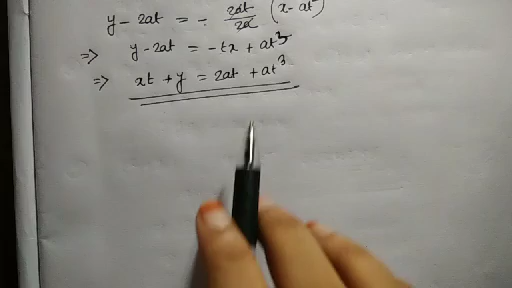 y - 2at = - 2at/2a (x - at²)
⇒ y - 2at = -tx + at³
⇒ xt + y = 2at + at³